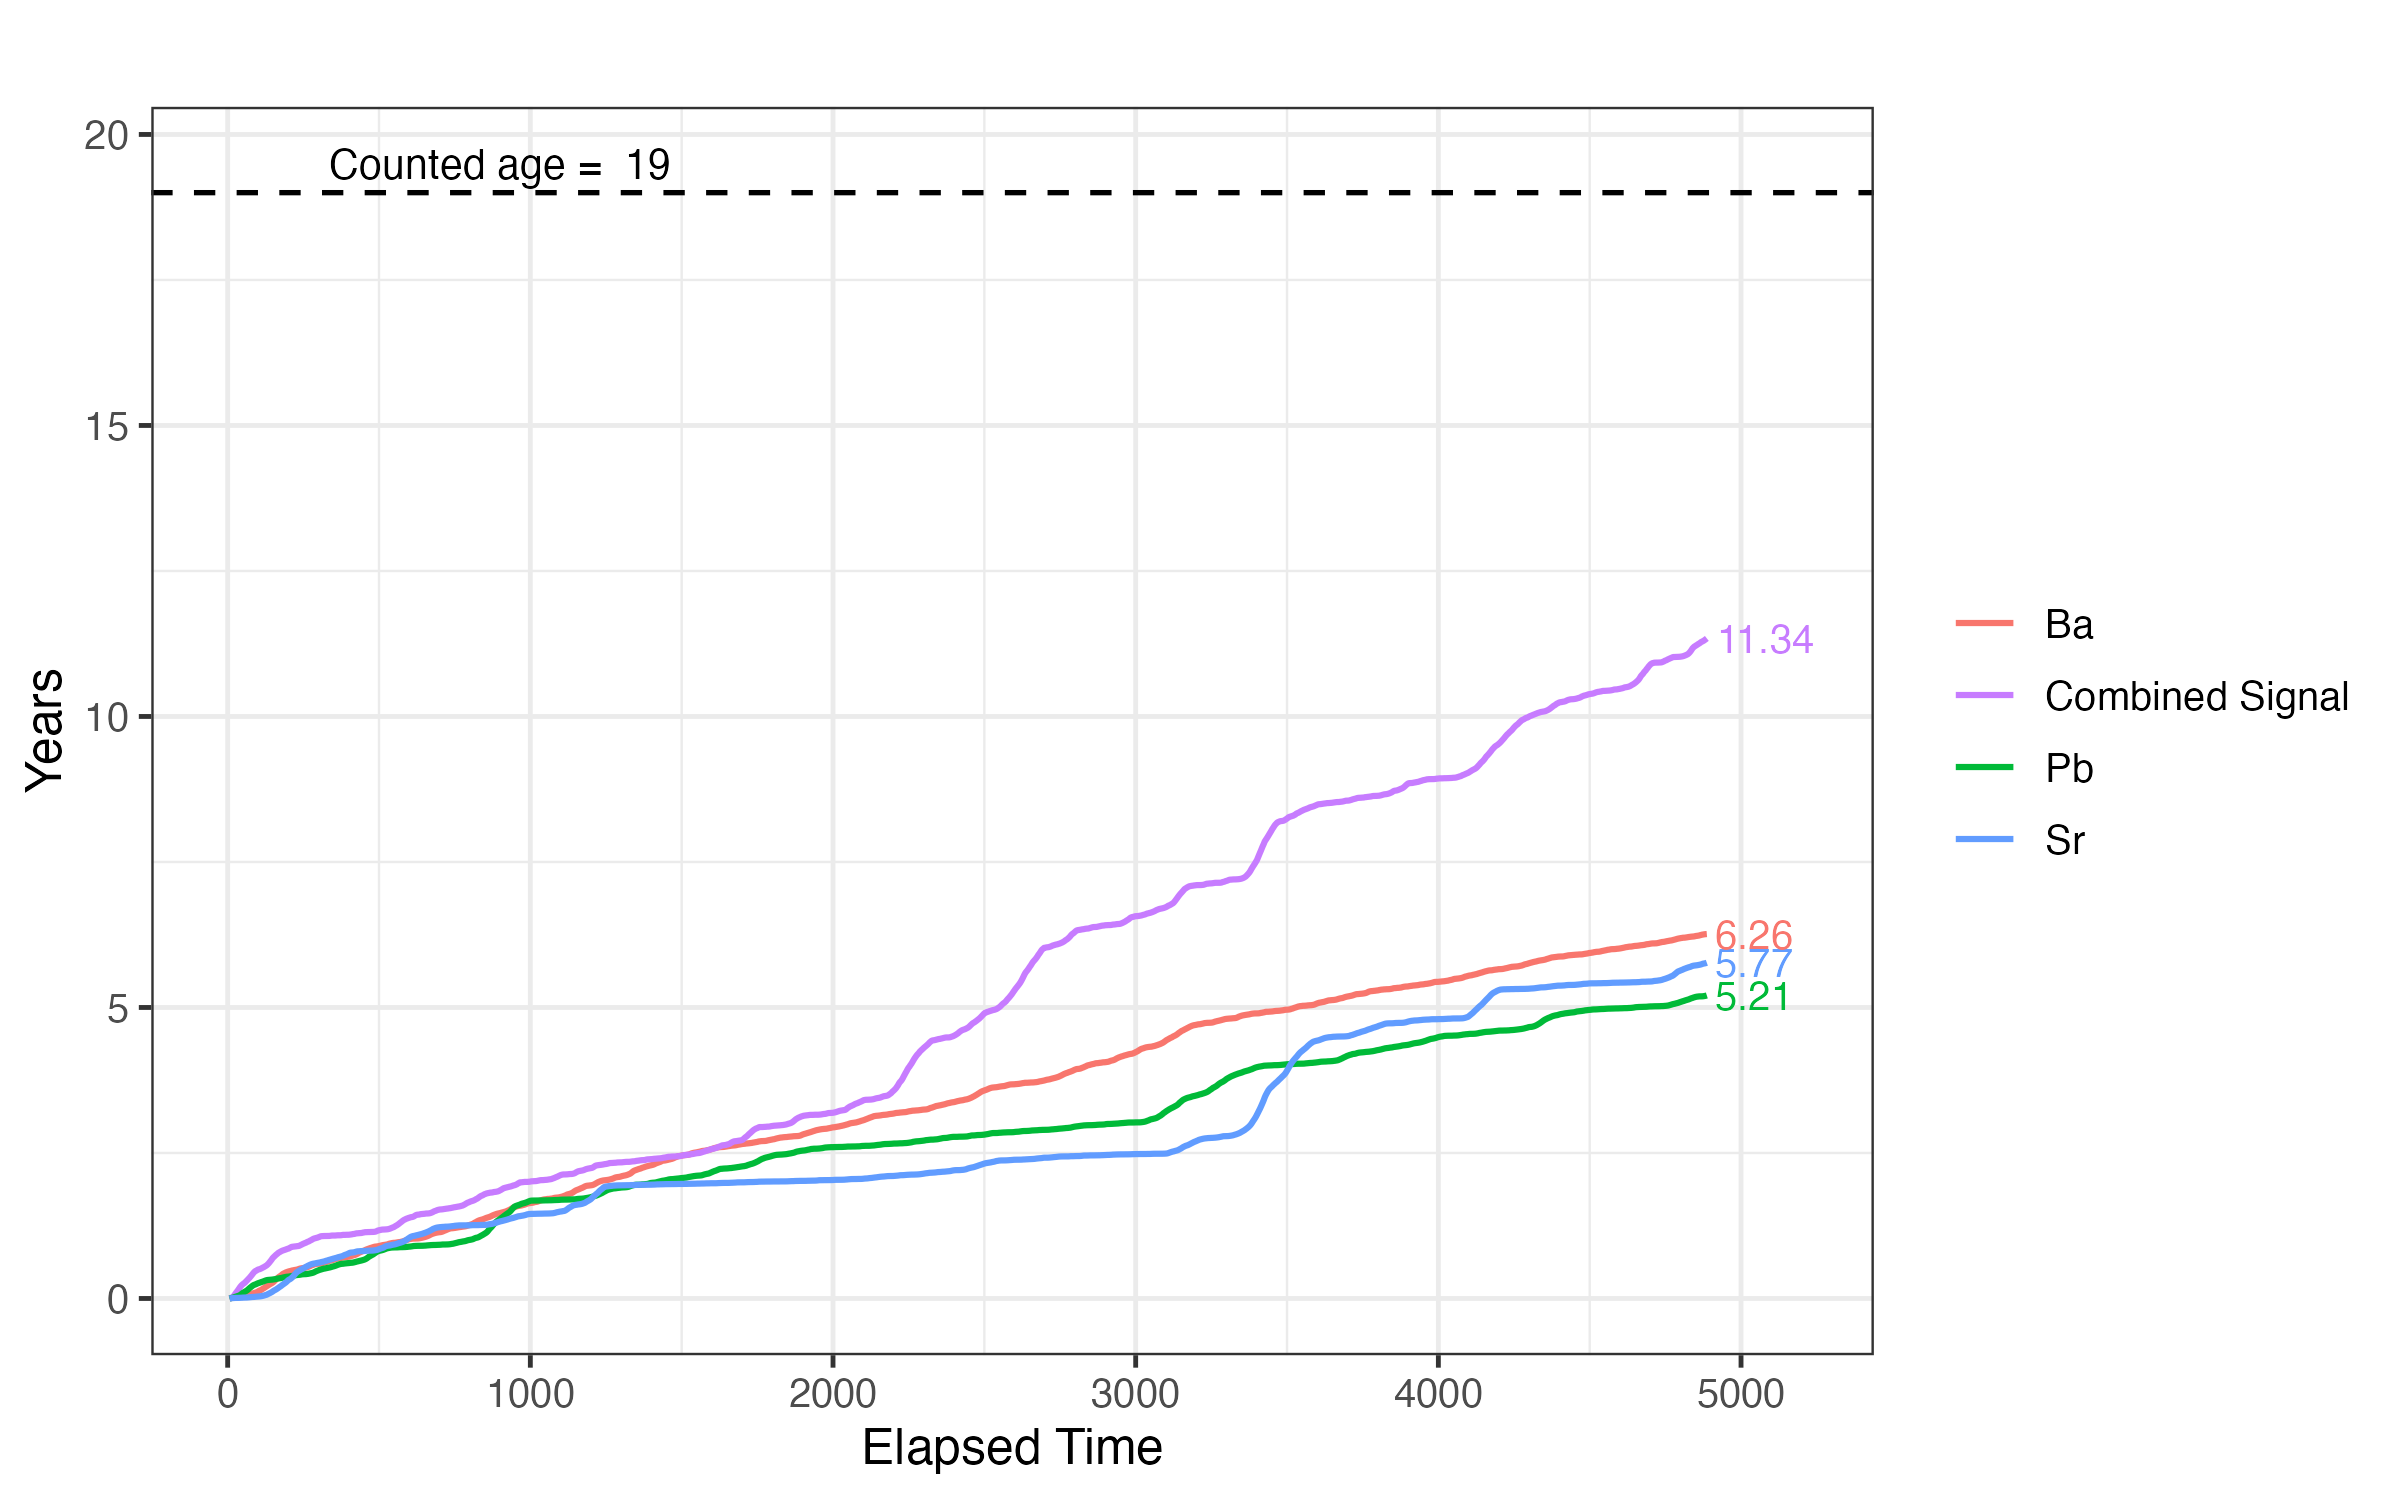 20
Counted age = 19
15
10
5
0
Years
11.34
6.26
5.77
5.21
0 1000 2000 3000 4000 5000
Elapsed Time
Ba
Combined Signal
Pb
Sr